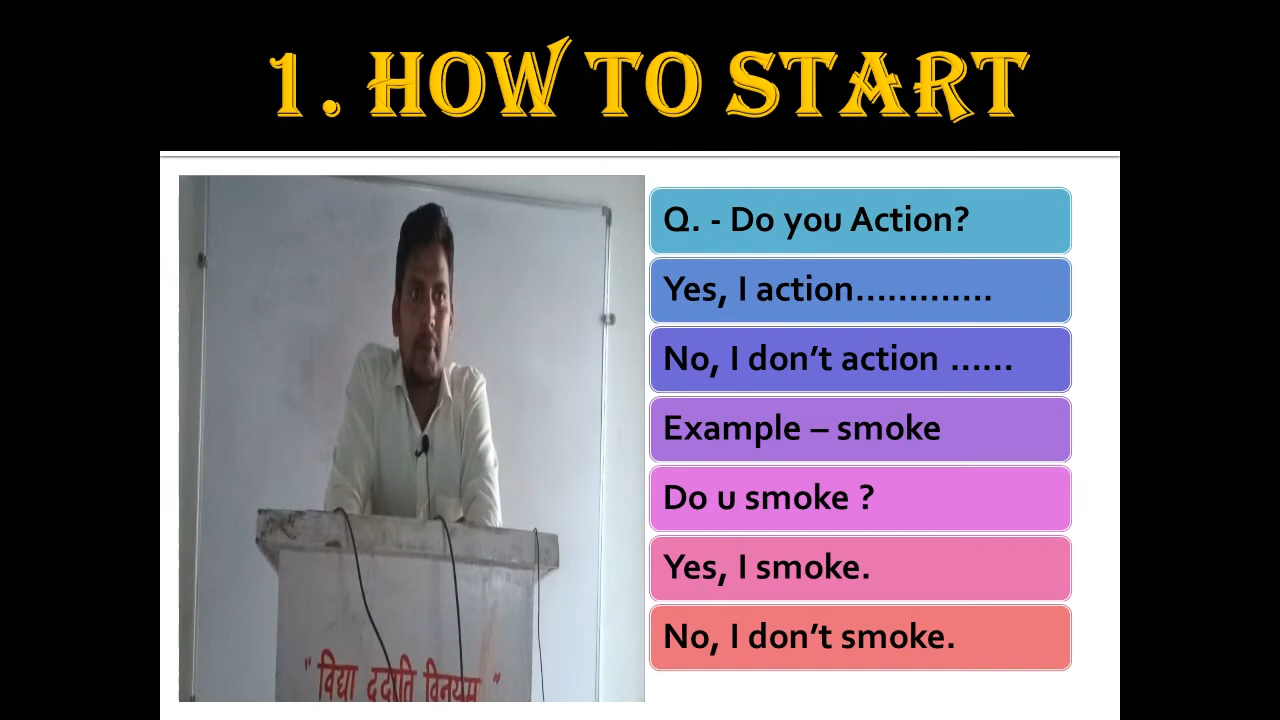 1. HOW TO START
Q. - Do you Action?
Yes, I action.............
No, I don’t action ......
Example – smoke
Do u smoke ?
Yes, I smoke.
No, I don’t smoke.
" विद्या ददाति विनयम् "